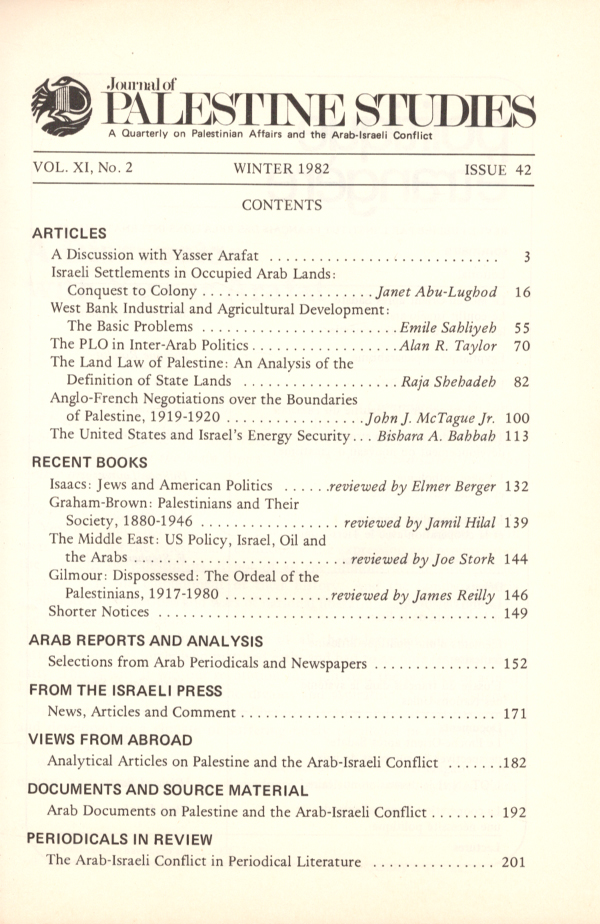 Journal of
PALESTINE STUDIES
A Quarterly on Palestinian Affairs and the Arab-Israeli Conflict
VOL. XI, No. 2 WINTER 1982 ISSUE 42
CONTENTS
ARTICLES
A Discussion with Yasser Arafat ............................ 3
Israeli Settlements in Occupied Arab Lands:
Conquest to Colony ..................... Janet Abu-Lughod 16
West Bank Industrial and Agricultural Development:
The Basic Problems ........................ Emile Sahliyeh 55
The PLO in Inter-Arab Politics .................. Alan R. Taylor 70
The Land Law of Palestine: An Analysis of the
Definition of State Lands ................... Raja Shehadeh 82
Anglo-French Negotiations over the Boundaries
of Palestine, 1919-1920 ................. John J. McTague Jr. 100
The United States and Israel's Energy Security ... Bishara A. Bahbah 113
RECENT BOOKS
Isaacs: Jews and American Politics ...... reviewed by Elmer Berger 132
Graham-Brown: Palestinians and Their
Society, 1880-1946 ................. reviewed by Jamil Hilal 139
The Middle East: US Policy, Israel, Oil and
the Arabs .......................... reviewed by Joe Stork 144
Gilmour: Dispossessed: The Ordeal of the
Palestinians, 1917-1980 ............. reviewed by James Reilly 146
Shorter Notices ......................................... 149
ARAB REPORTS AND ANALYSIS
Selections from Arab Periodicals and Newspapers ............... 152
FROM THE ISRAELI PRESS
News, Articles and Comment ............................... 171
VIEWS FROM ABROAD
Analytical Articles on Palestine and the Arab-Israeli Conflict ....... 182
DOCUMENTS AND SOURCE MATERIAL
Arab Documents on Palestine and the Arab-Israeli Conflict ........ 192
PERIODICALS IN REVIEW
The Arab-Israeli Conflict in Periodical Literature ............... 201